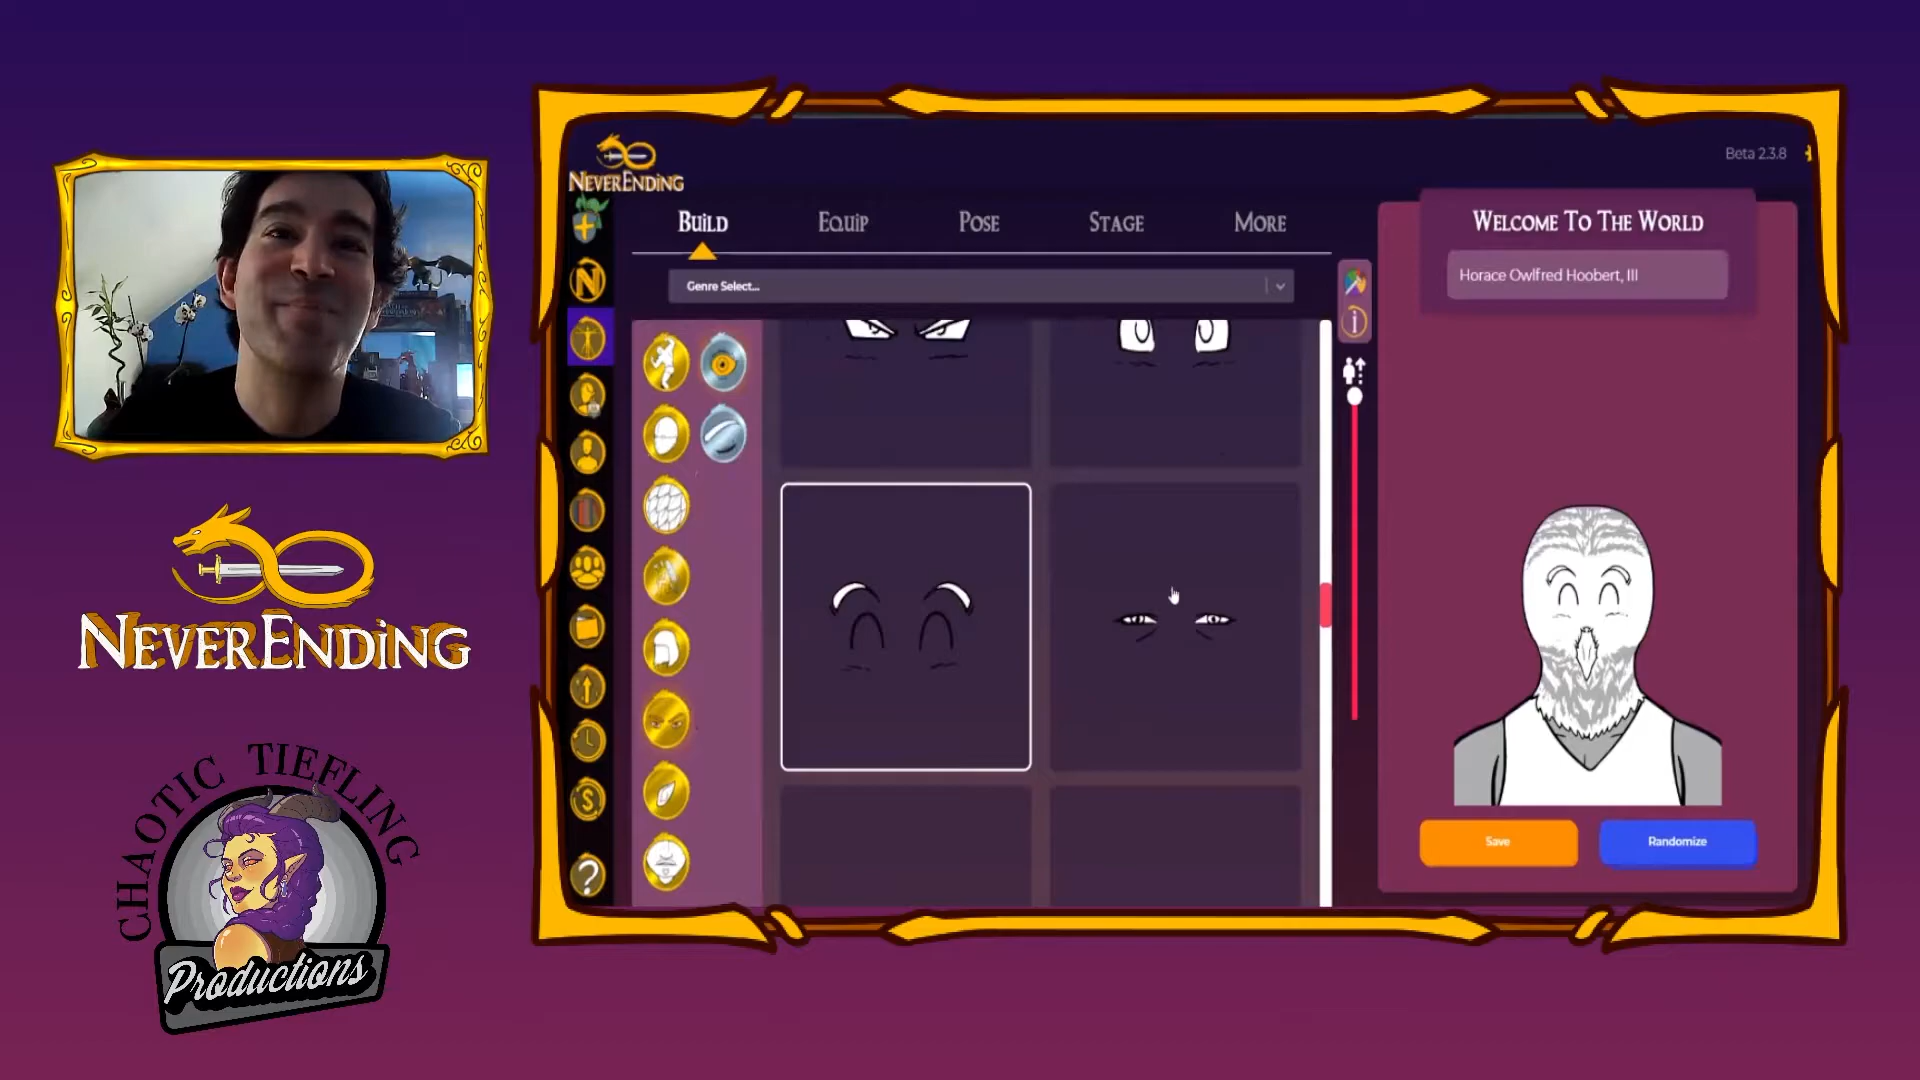 NEVERENDING
Beta 2.3.8
BUILD
EQUIP
POSE
STAGE
MORE
Genre Select...
WELCOME TO THE WORLD
Horace Owlfred Hoobert, III
Save
Randomize
NEVERENDING
CHAOTIC TIEFLING
Productions
N
i
$
?